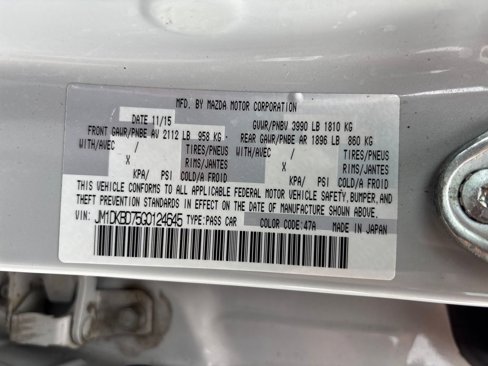 MFD. BY MAZDA MOTOR CORPORATION
DATE 11/15 GVWR/PNBV 3990 LB 1810 KG
FRONT GAWR/PNBE AV 2112 LB 958 KG REAR GAWR/PNBE AR 1896 LB 860 KG
WITH/AVEC / TIRES/PNEUS WITH/AVEC / TIRES/PNEUS
X RIMS/JANTES X RIMS/JANTES
KPA/ PSI COLD/A FROID KPA/ PSI COLD/A FROID
THIS VEHICLE CONFORMS TO ALL APPLICABLE FEDERAL MOTOR VEHICLE SAFETY, BUMPER, AND
THEFT PREVENTION STANDARDS IN EFFECT ON THE DATE OF MANUFACTURE SHOWN ABOVE.
VIN: JM1DKBD75G0124645 TYPE:PASS CAR COLOR CODE:47A MADE IN JAPAN